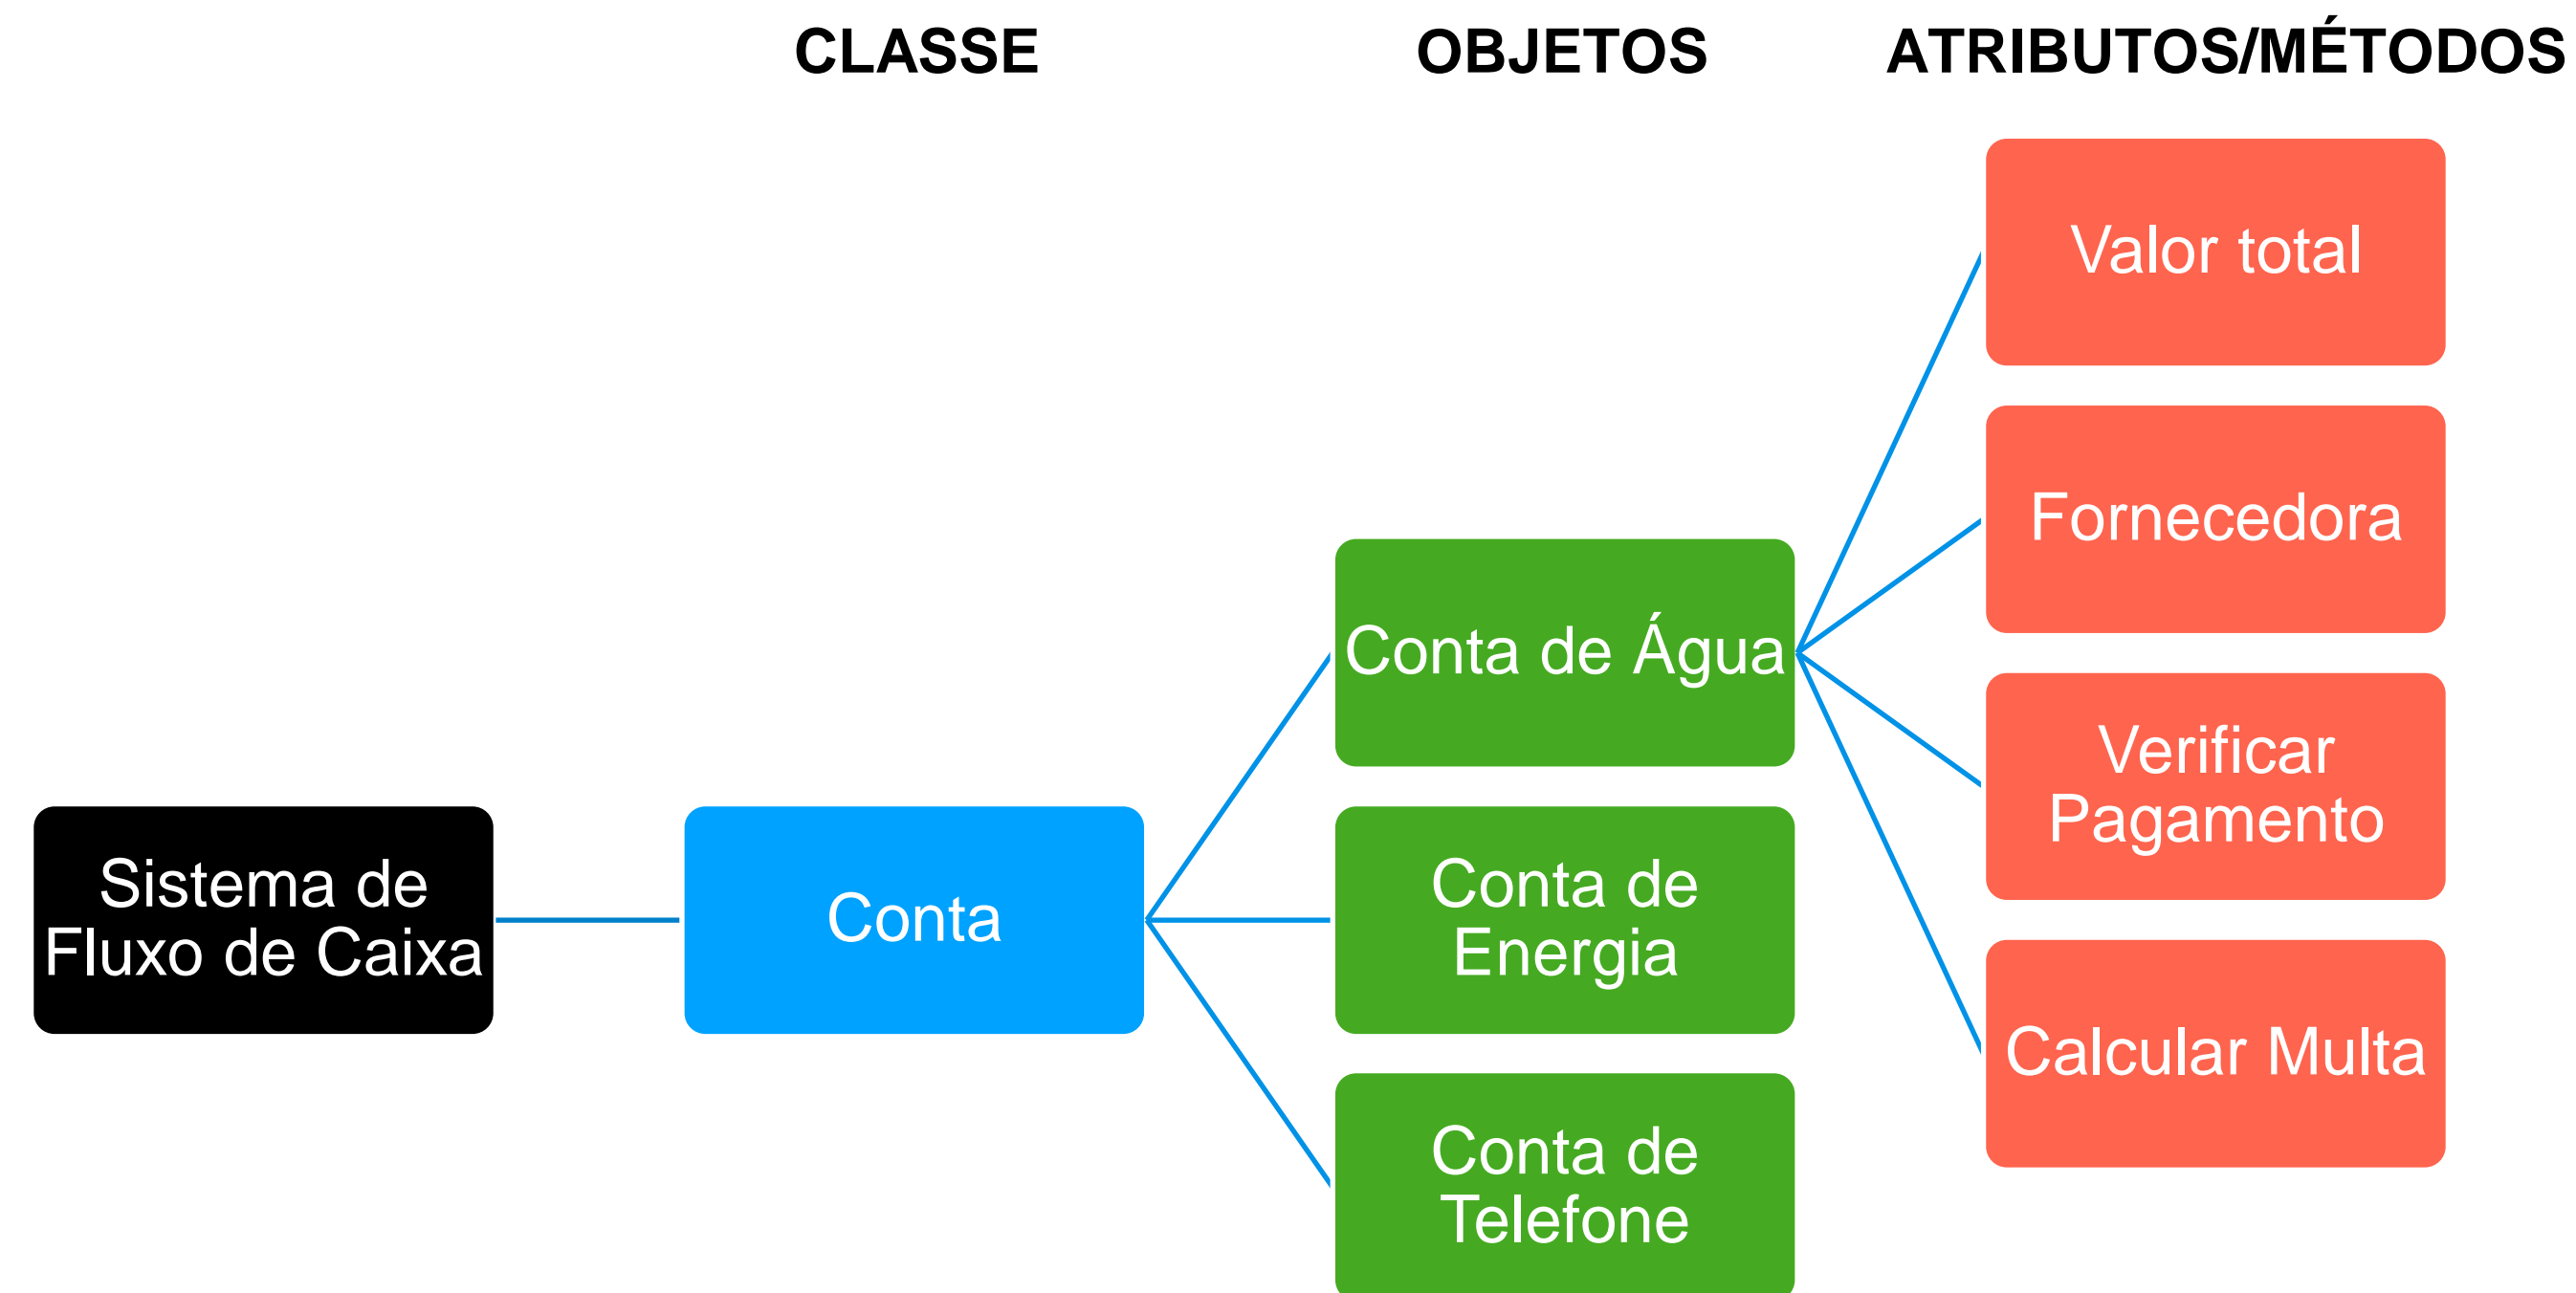 CLASSE
OBJETOS
ATRIBUTOS/MÉTODOS
Sistema de
Fluxo de Caixa
Conta
Conta de Água
Conta de
Energia
Conta de
Telefone
Valor total
Fornecedora
Verificar
Pagamento
Calcular Multa